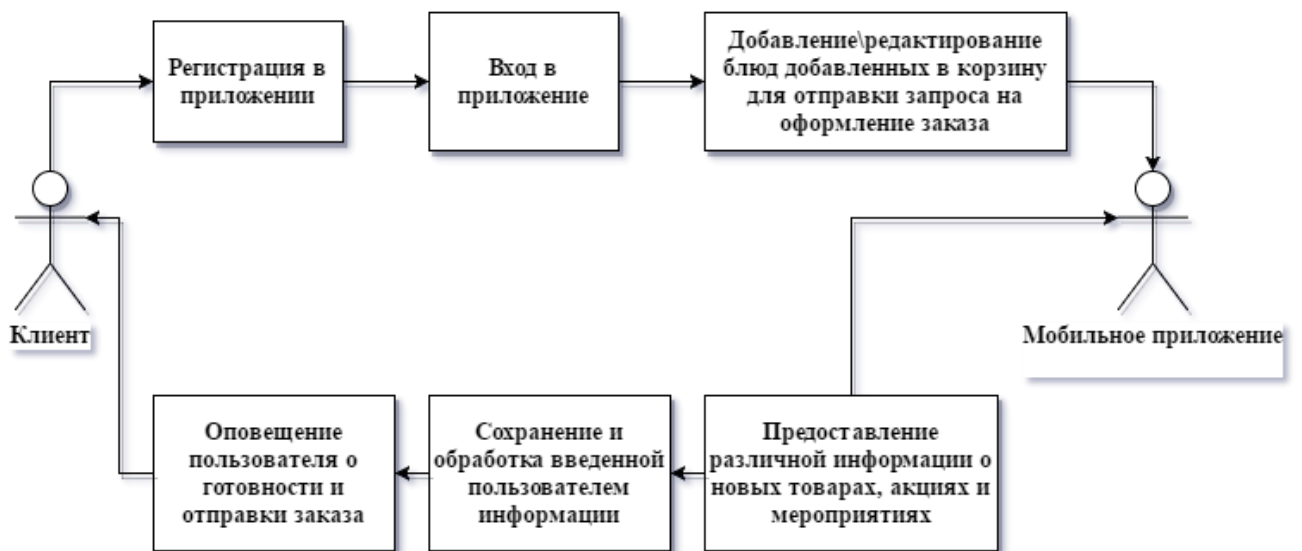 Регистрация в
приложении
Вход в
приложение
Добавление\редактирование
блюд добавленных в корзину
для отправки запроса на
оформление заказа
Клиент
Мобильное приложение
Оповещение
пользователя о
готовности и
отправки заказа
Сохранение и
обработка введенной
пользователем
информации
Предоставление
различной информации о
новых товарах, акциях и
мероприятиях